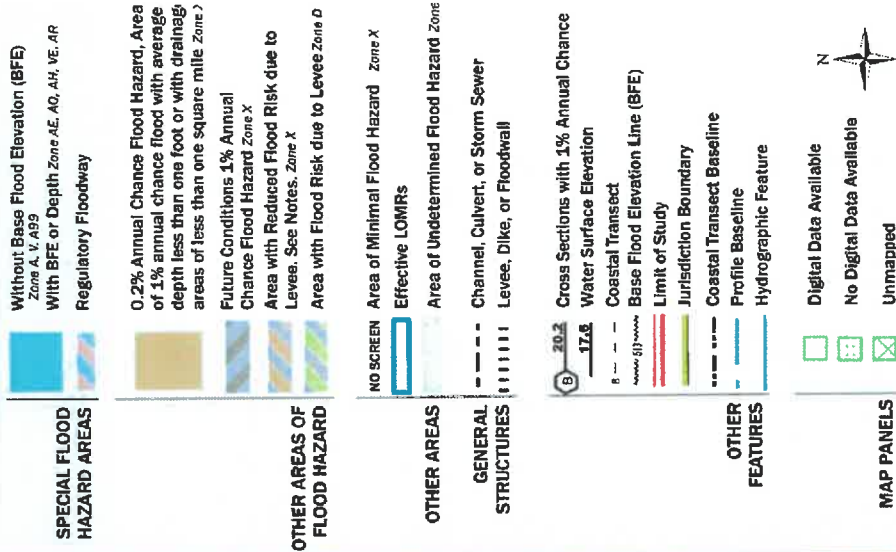 SPECIAL FLOOD
HAZARD AREAS
Without Base Flood Elevation (BFE)
Zone A, V, A99
With BFE or Depth Zone AE, AO, AH, VE, AR
Regulatory Floodway
OTHER AREAS OF
FLOOD HAZARD
0.2% Annual Chance Flood Hazard, Area
of 1% annual chance flood with average
depth less than one foot or with drainag
areas of less than one square mile Zone
Future Conditions 1% Annual
Chance Flood Hazard Zone X
Area with Reduced Flood Risk due to
Levee. See Notes. Zone X
Area with Flood Risk due to Levee Zone D
OTHER AREAS
NO SCREEN Area of Minimal Flood Hazard Zone X
Effective LOMRs
Area of Undetermined Flood Hazard Zone
GENERAL
STRUCTURES
Channel, Culvert, or Storm Sewer
Levee, Dike, or Floodwall
OTHER
FEATURES
B 20.2 Cross Sections with 1% Annual Chance
17.5 Water Surface Elevation
8 Coastal Transect
513 Base Flood Elevation Line (BFE)
Limit of Study
Jurisdiction Boundary
Coastal Transect Baseline
Profile Baseline
Hydrographic Feature
MAP PANELS
Digital Data Available
No Digital Data Available
Unmapped
N